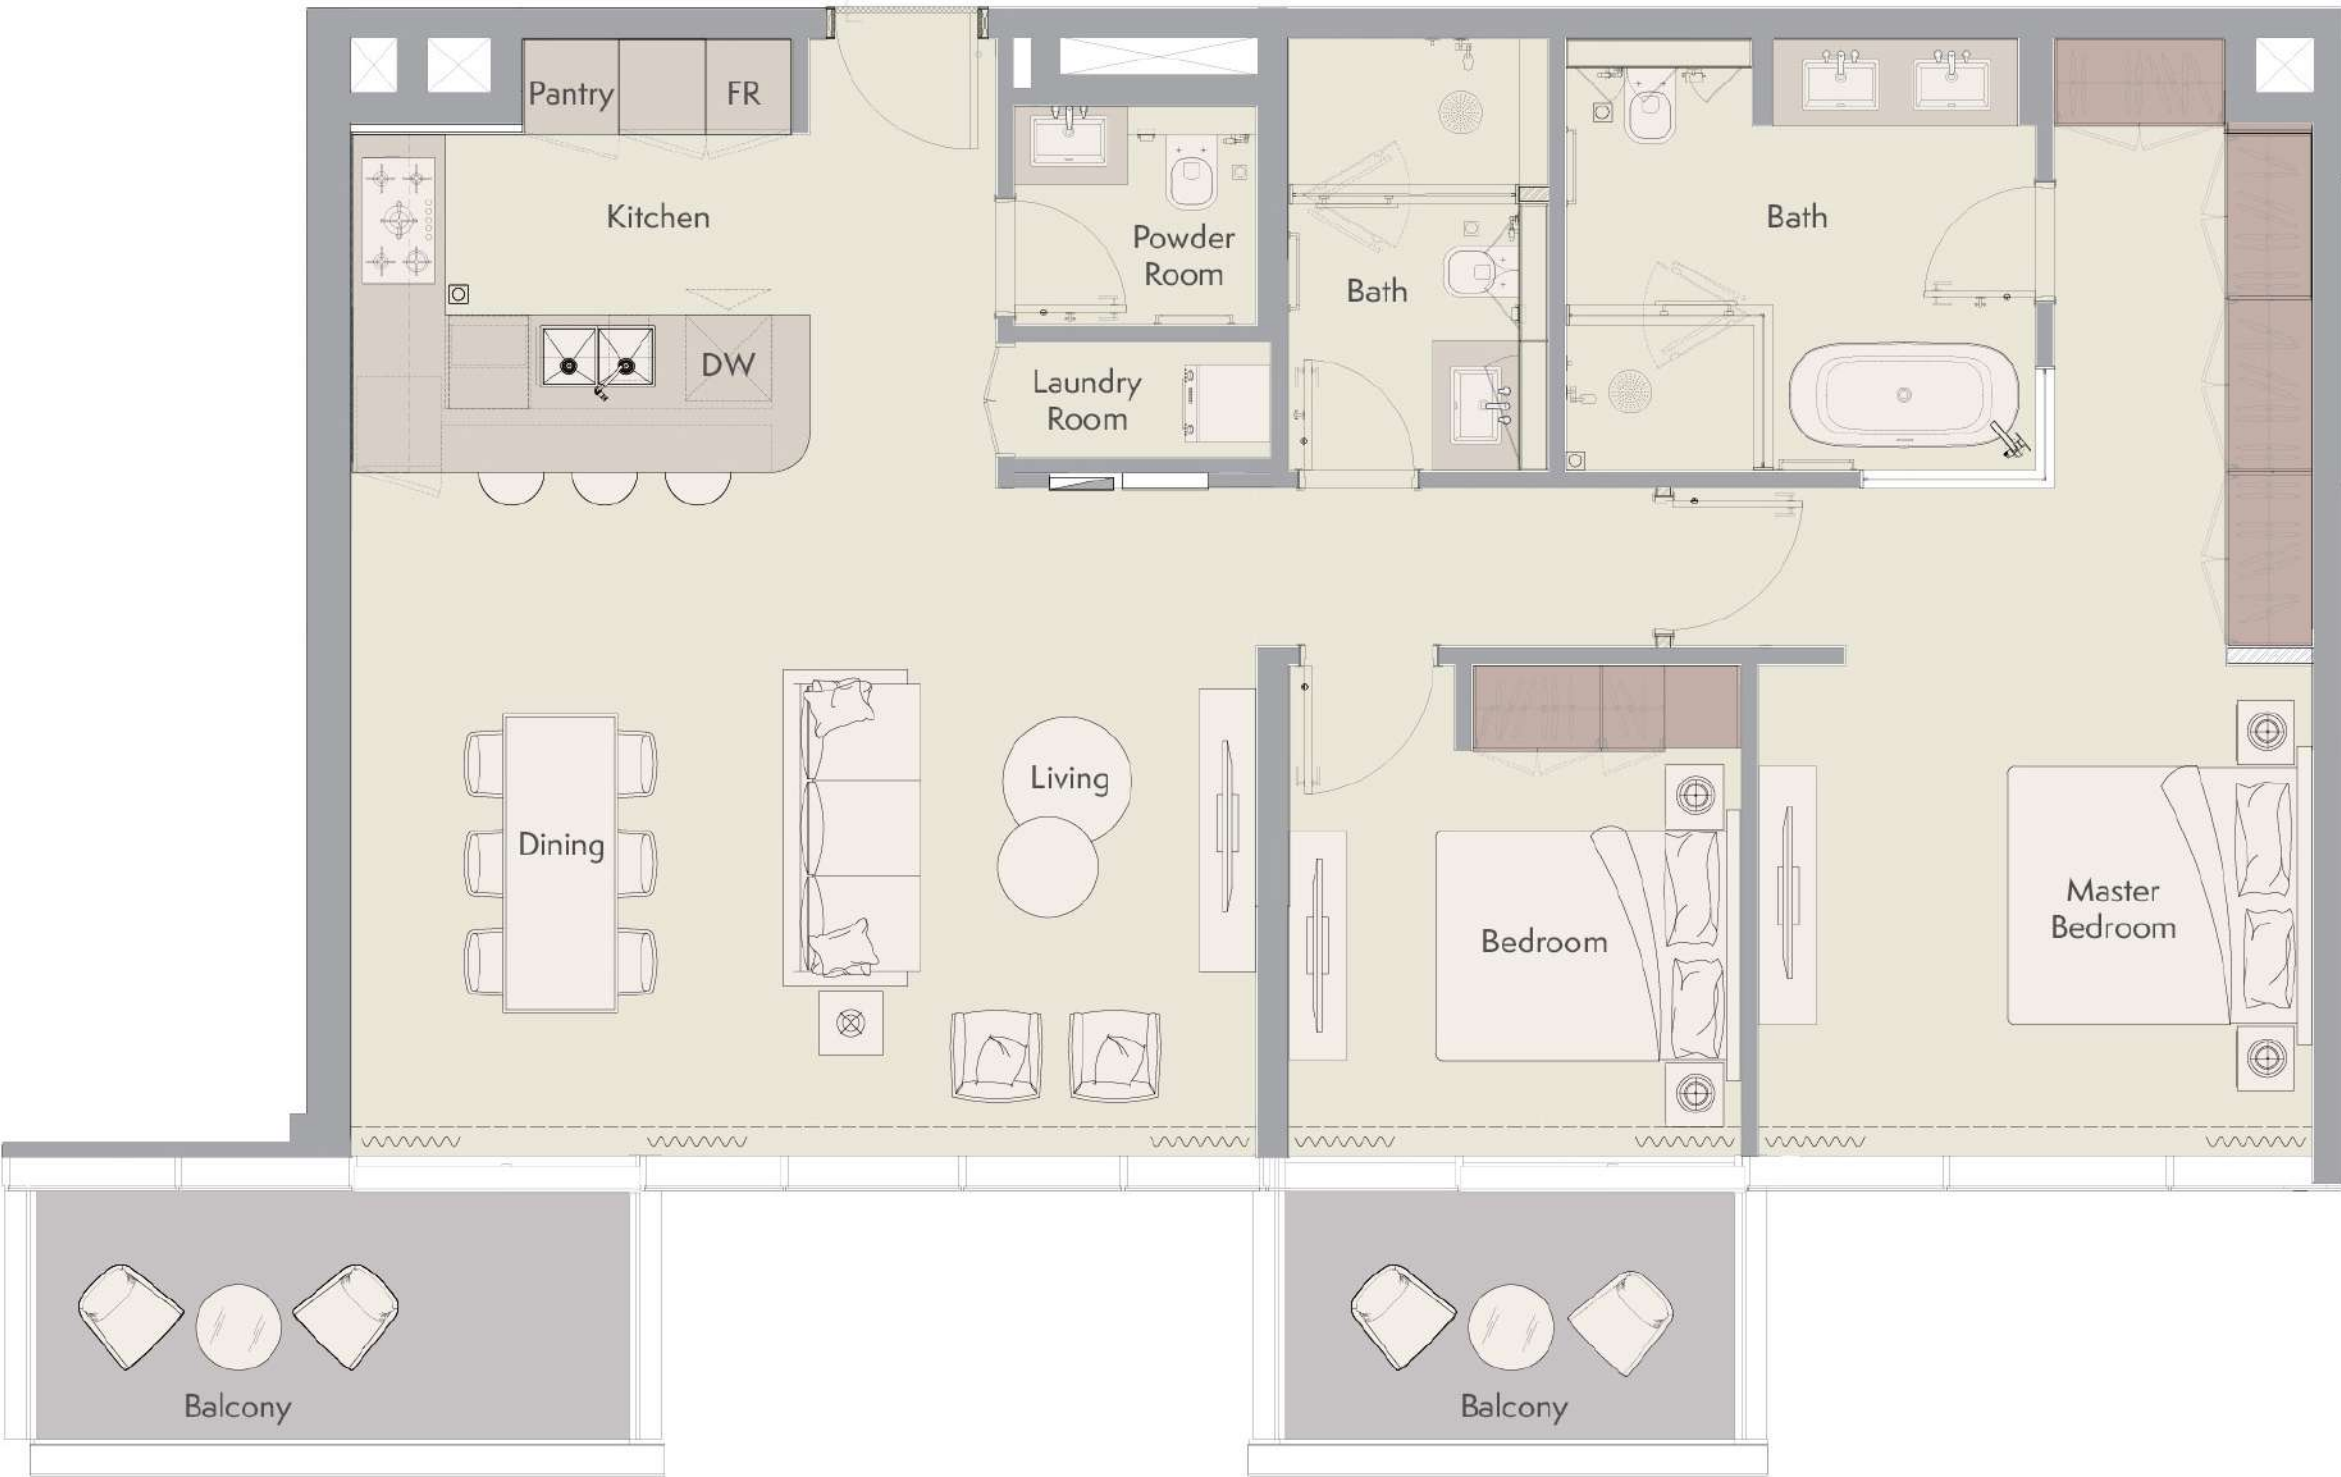 Pantry
FR
Kitchen
Powder
Room
Bath
Bath
DW
Laundry
Room
Living
Dining
Bedroom
Master
Bedroom
Balcony
Balcony